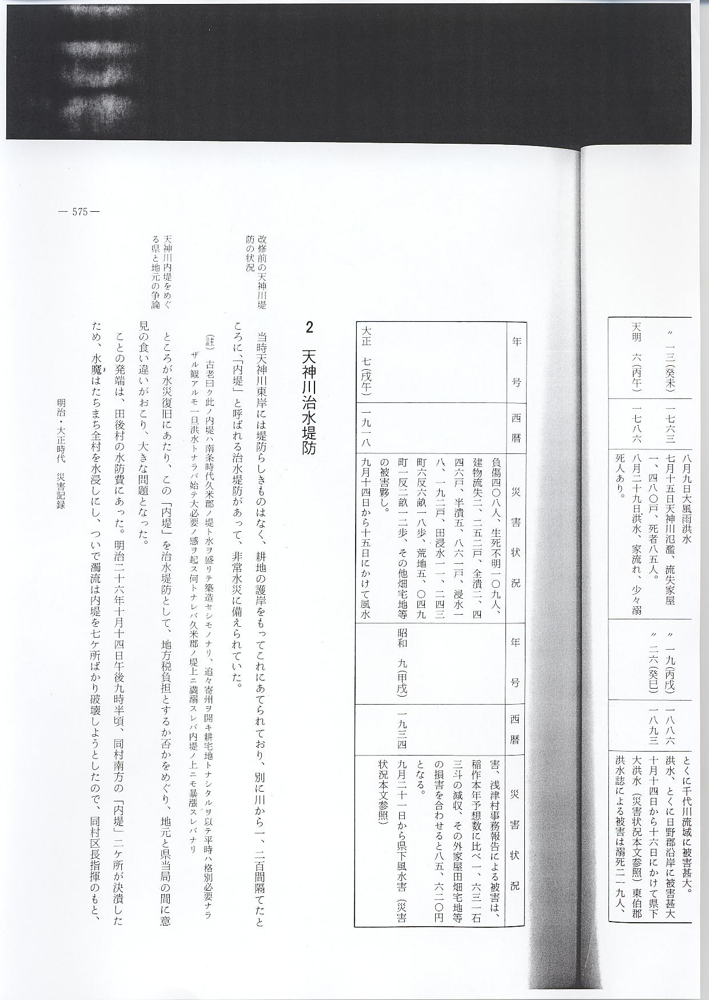 八月九日大風雨洪水
〃 一三(癸未) 一七六三 七月十五日天神川氾濫、流失家屋
一、四八〇戸、死者八五人。
天明 六(丙午) 一七八六 八月二十九日洪水、家流れ、少々溺
死人あり。
とくに千代川流域に被害甚大。
〃 一九(丙戌) 一八八六 洪水、とくに日野郡沿岸に被害甚大
〃 二六(癸巳) 一八九三 十月十四日から十六日にかけて県下
大洪水(災害状況本文参照)東伯郡
洪水誌による被害は溺死二一九人、
年号 西暦 災害状況
負傷四〇八人、生死不明一〇九人、
建物流失二、二五二戸、全潰二、四
四六戸、半潰五、八六一戸、浸水一
八、一九二戸、田浸水一一、二四三
町六反六畝一八歩、荒地五、〇四九
町一反二畝一二歩、その他畑宅地等
の被害夥し。
大正 七(戌午) 一九一八 九月十四日から十五日にかけて風水
年号 西暦 災害状況
害、浅津村事務報告による被害は、
稲作本年予想数に比べ一、六三一石
三斗の減収、その外家屋田畑宅地等
の損害を合わせると八五、六二〇円
となる。
昭和 九(甲戌) 一九三四 九月二十一日から県下風水害(災害
状況本文参照)
2 天神川治水堤防
改修前の天神川堤
防の状況
当時天神川東岸には堤防らしきものはなく、耕地の護岸をもってこれにあてられており、別に川から一、二百間隔てたと
ころに、「内堤」と呼ばれる治水堤防があって、非常水災に備えられていた。
(註) 古老曰ク此ノ内堤ハ南条時代久米郡ノ堤ト水ヲ盛リテ築造セシモノナリ、追々寄州ヲ開キ耕宅地トナシタルヲ以テ平時ハ格別必要ナラ
ザル観アルモ一旦洪水トナラバ始テ大必要ノ感ヲ起ス何トナレバ久米郡ノ堤上ニ満溺スレバ内堤ノ上ニモ暴漲スレバナリ
天神川内堤をめぐ
る県と地元の争論
ところが水災復旧にあたり、この「内堤」を治水堤防として、地方税負担とするか否かをめぐり、地元と県当局の間に意
見の食い違いがおこり、大きな問題となった。
ことの発端は、田後村の水防費にあった。明治二十六年十月十四日午後九時半頃、同村南方の「内堤」二ケ所が決潰した
ため、水魔はたちまち全村を水浸しにし、ついで濁流は内堤を七ケ所ばかり破壊しようとしたので、同村区長指揮のもと、
ま
明治・大正時代 災害記録
— 575 —